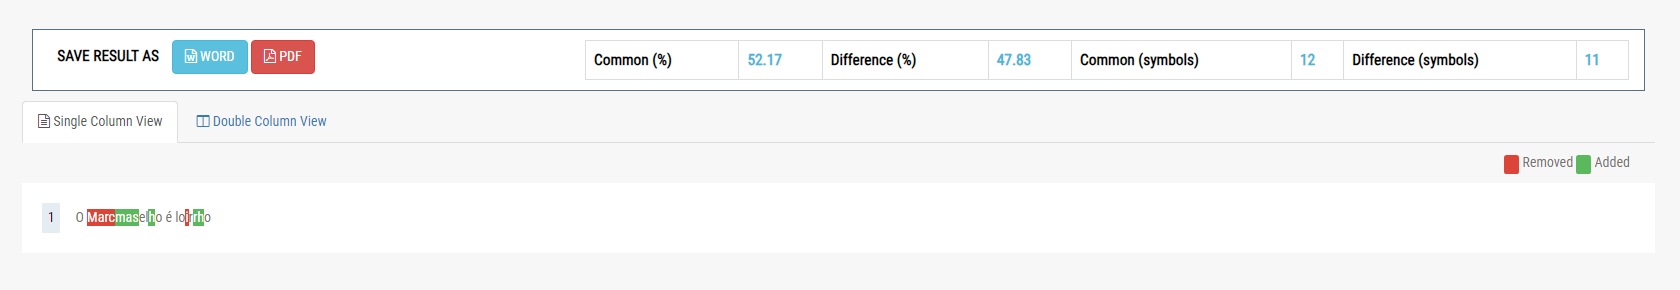 SAVE RESULT AS WORD PDF Common (%) 52.17 Difference (%) 47.83 Common (symbols) 12 Difference (symbols) 11
Single Column View Double Column View
Removed Added
1 O Marcmaselho é loirrho